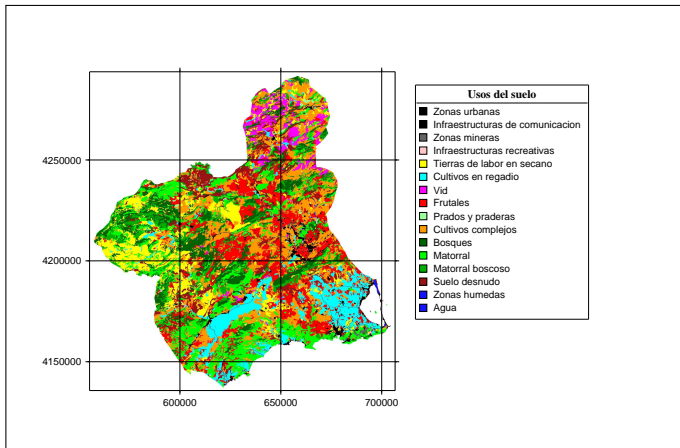 Usos del suelo
Zonas urbanas
Infraestructuras de comunicacion
Zonas mineras
Infraestructuras recreativas
Tierras de labor en secano
Cultivos en regadio
Vid
Frutales
Prados y praderas
Cultivos complejos
Bosques
Matorral
Matorral boscoso
Suelo desnudo
Zonas humedas
Agua
4250000
4200000
4150000
600000 650000 700000